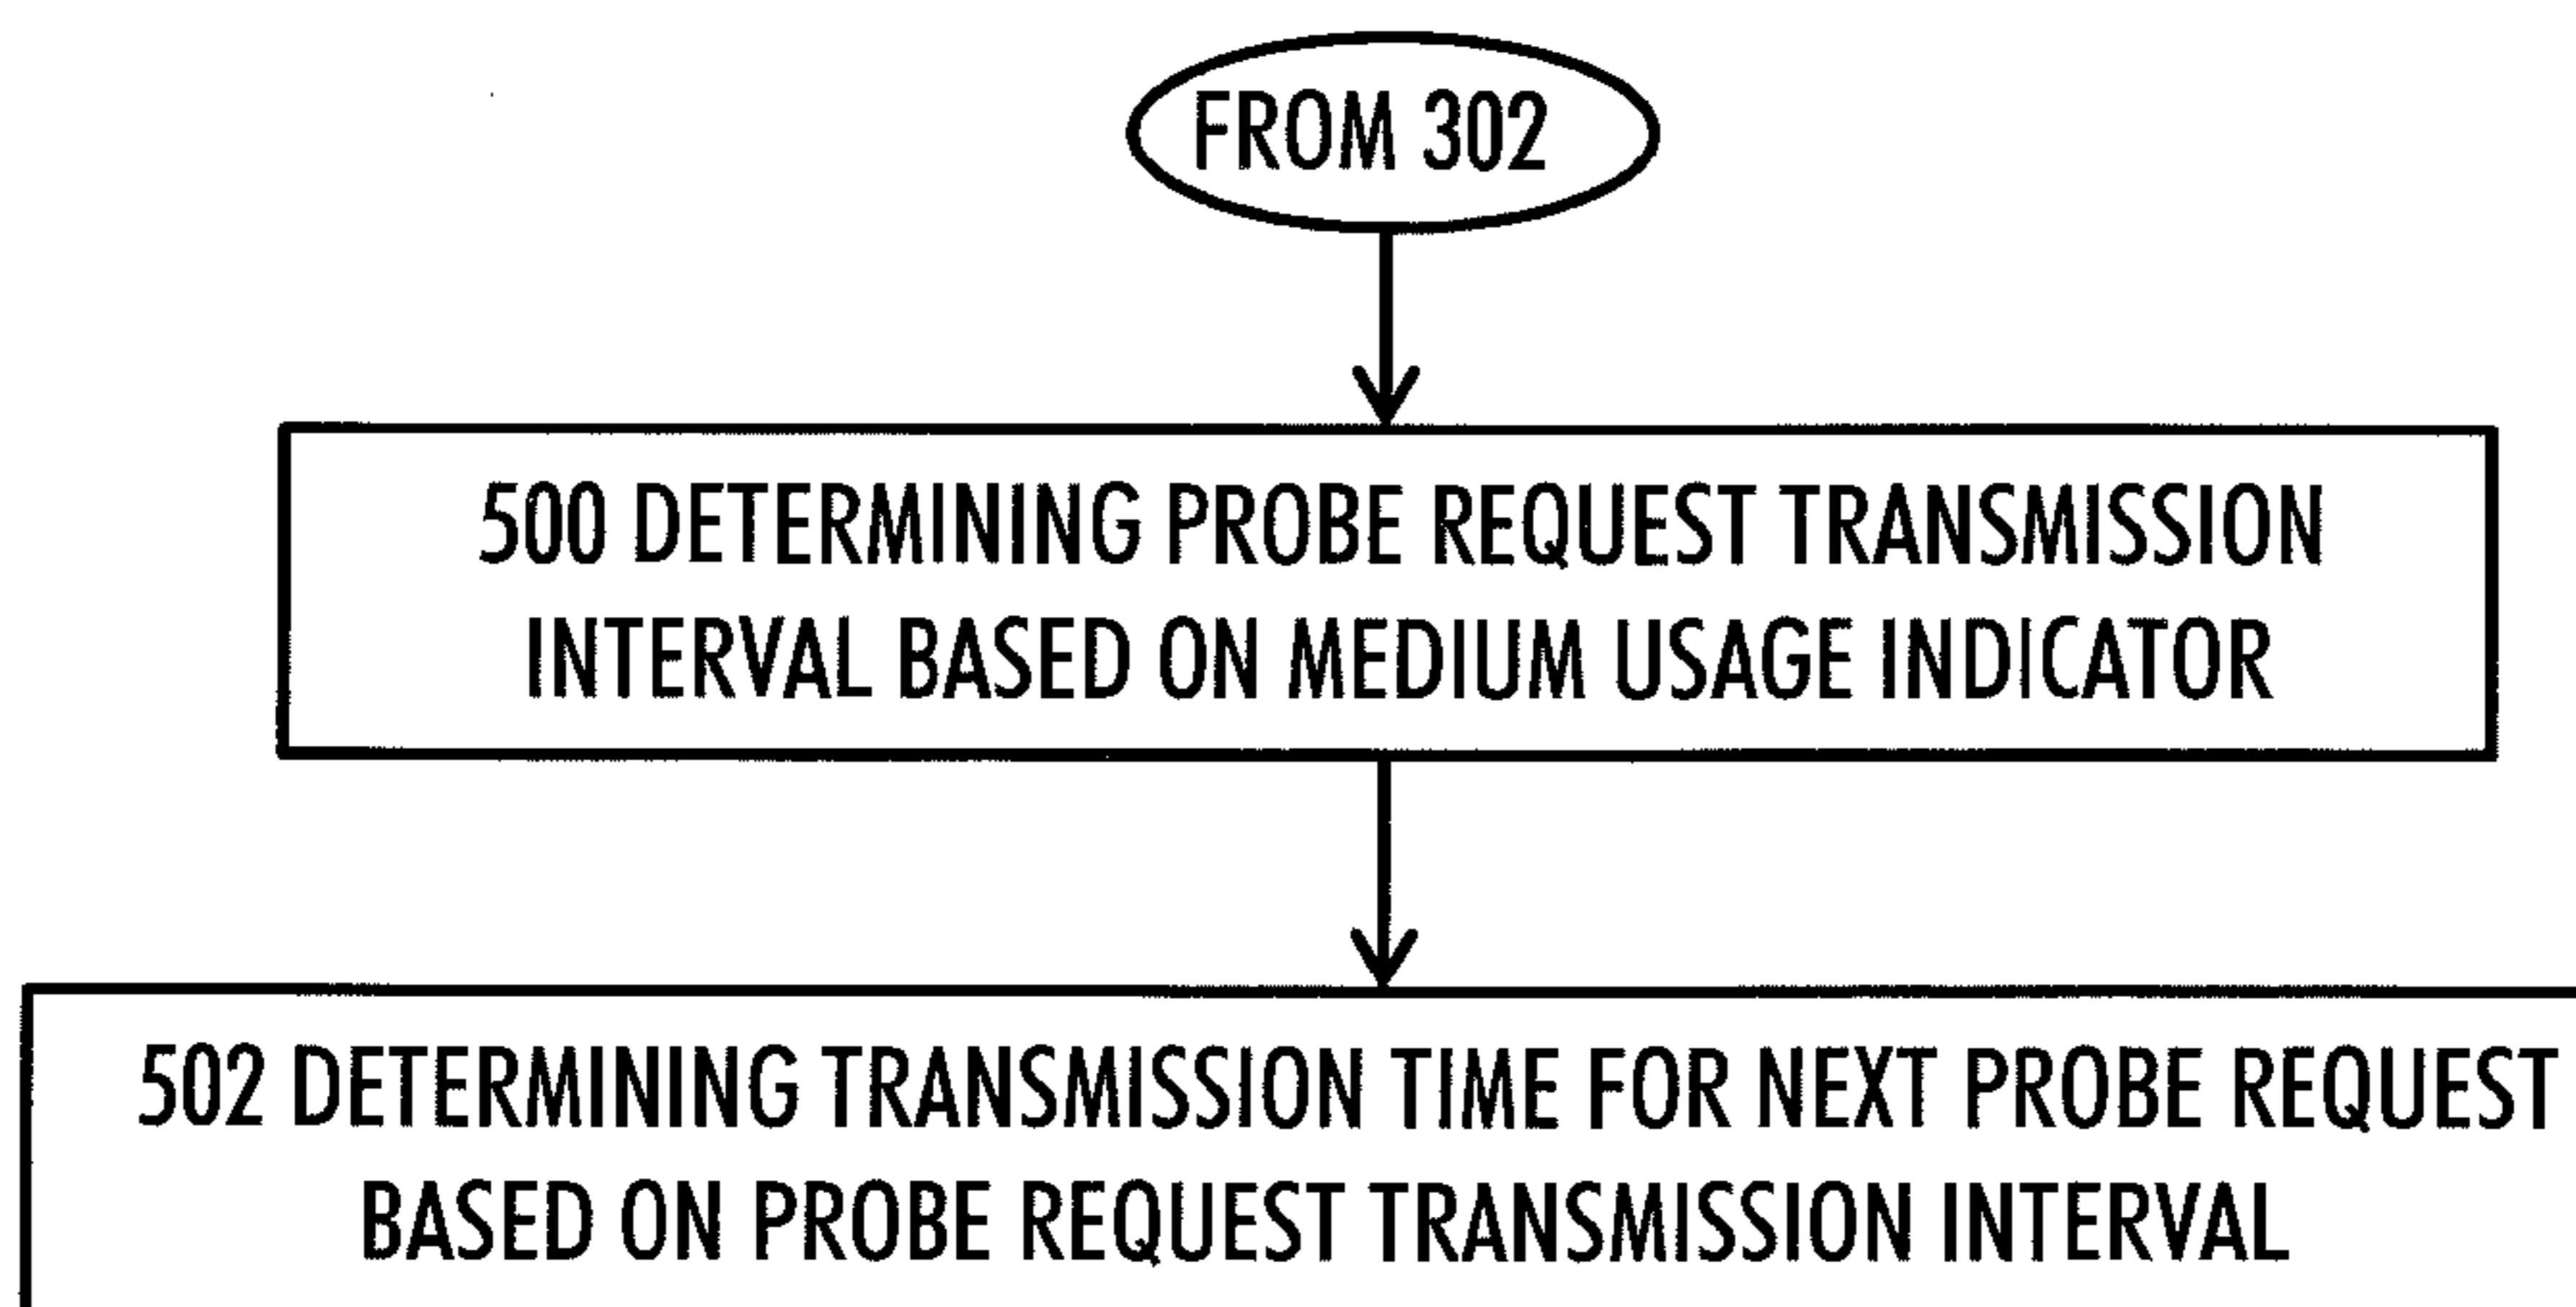 FROM 302
500 DETERMINING PROBE REQUEST TRANSMISSION
INTERVAL BASED ON MEDIUM USAGE INDICATOR
502 DETERMINING TRANSMISSION TIME FOR NEXT PROBE REQUEST
BASED ON PROBE REQUEST TRANSMISSION INTERVAL